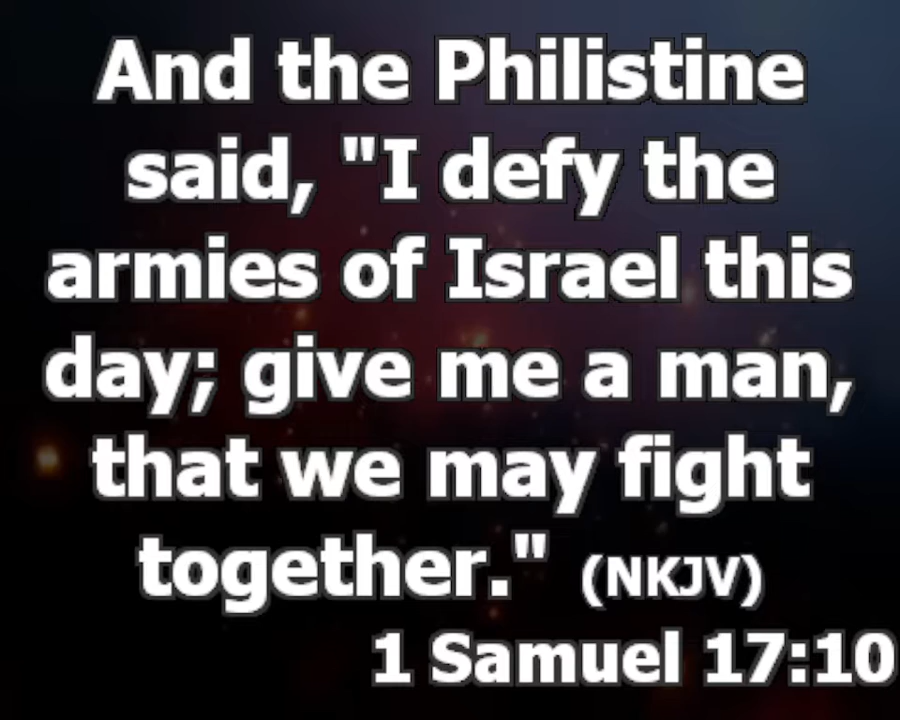 And the Philistine
said, "I defy the
armies of Israel this
day; give me a man,
that we may fight
together." (NKJV)
1 Samuel 17:10